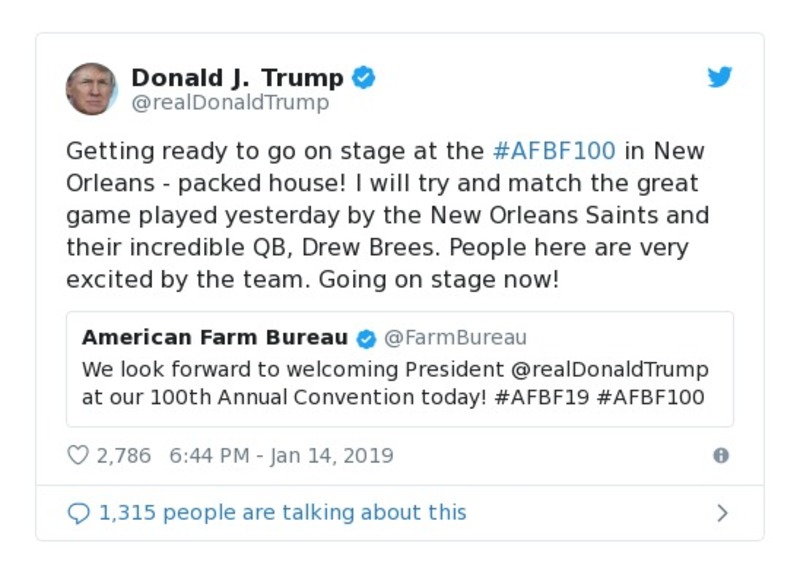 Donald J. Trump
@realDonaldTrump
Getting ready to go on stage at the #AFBF100 in New
Orleans - packed house! I will try and match the great
game played yesterday by the New Orleans Saints and
their incredible QB, Drew Brees. People here are very
excited by the team. Going on stage now!
American Farm Bureau @FarmBureau
We look forward to welcoming President @realDonaldTrump
at our 100th Annual Convention today! #AFBF19 #AFBF100
2,786 6:44 PM - Jan 14, 2019
1,315 people are talking about this